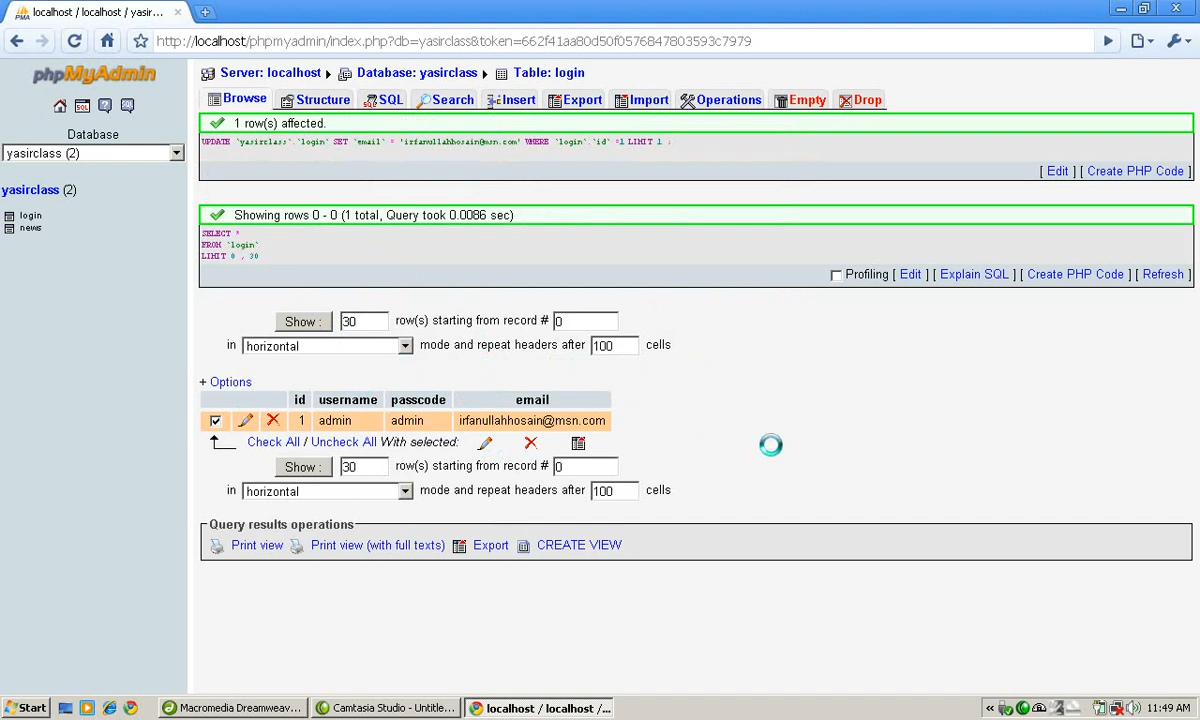 localhost / localhost / yasir...
http://localhost/phpmyadmin/index.php?db=yasirclass&token=662f41aa80d50f0576847803593c7979
phpMyAdmin
Database
yasirclass (2)
yasirclass (2)
login
news
Server: localhost Database: yasirclass Table: login
Browse Structure SQL Search Insert Export Import Operations Empty Drop
1 row(s) affected.
UPDATE `yasirclass`.`login` SET `email` = 'irfanullahhosain@msn.com' WHERE `login`.`id` =1 LIMIT 1 ;
[ Edit ] [ Create PHP Code ]
Showing rows 0 - 0 (1 total, Query took 0.0086 sec)
SELECT *
FROM `login`
LIMIT 0 , 30
Profiling [ Edit ] [ Explain SQL ] [ Create PHP Code ] [ Refresh ]
Show : 30 row(s) starting from record # 0
in horizontal mode and repeat headers after 100 cells
+ Options
id username passcode email
1 admin admin irfanullahhosain@msn.com
Check All / Uncheck All With selected:
Show : 30 row(s) starting from record # 0
in horizontal mode and repeat headers after 100 cells
Query results operations
Print view Print view (with full texts) Export CREATE VIEW
Start Macromedia Dreamweav... Camtasia Studio - Untitle... localhost / localhost /... « 11:49 AM